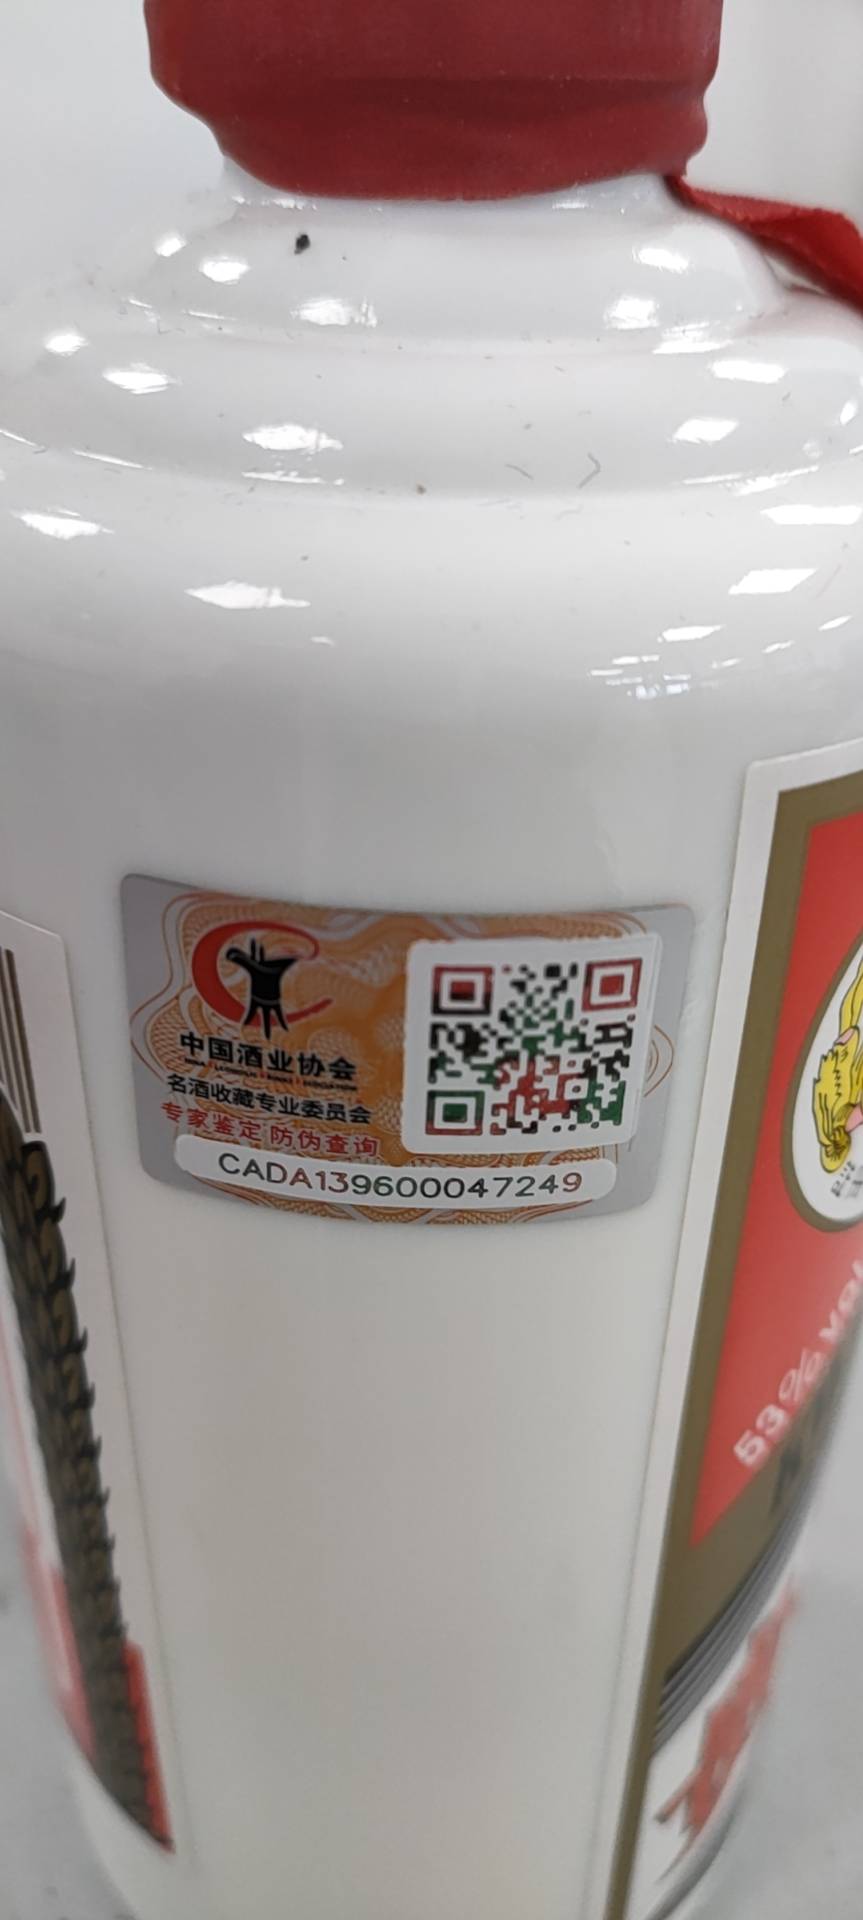 中国酒业协会
名酒收藏专业委员会
专家鉴定 防伪查询
CADA139600047249
53%vol